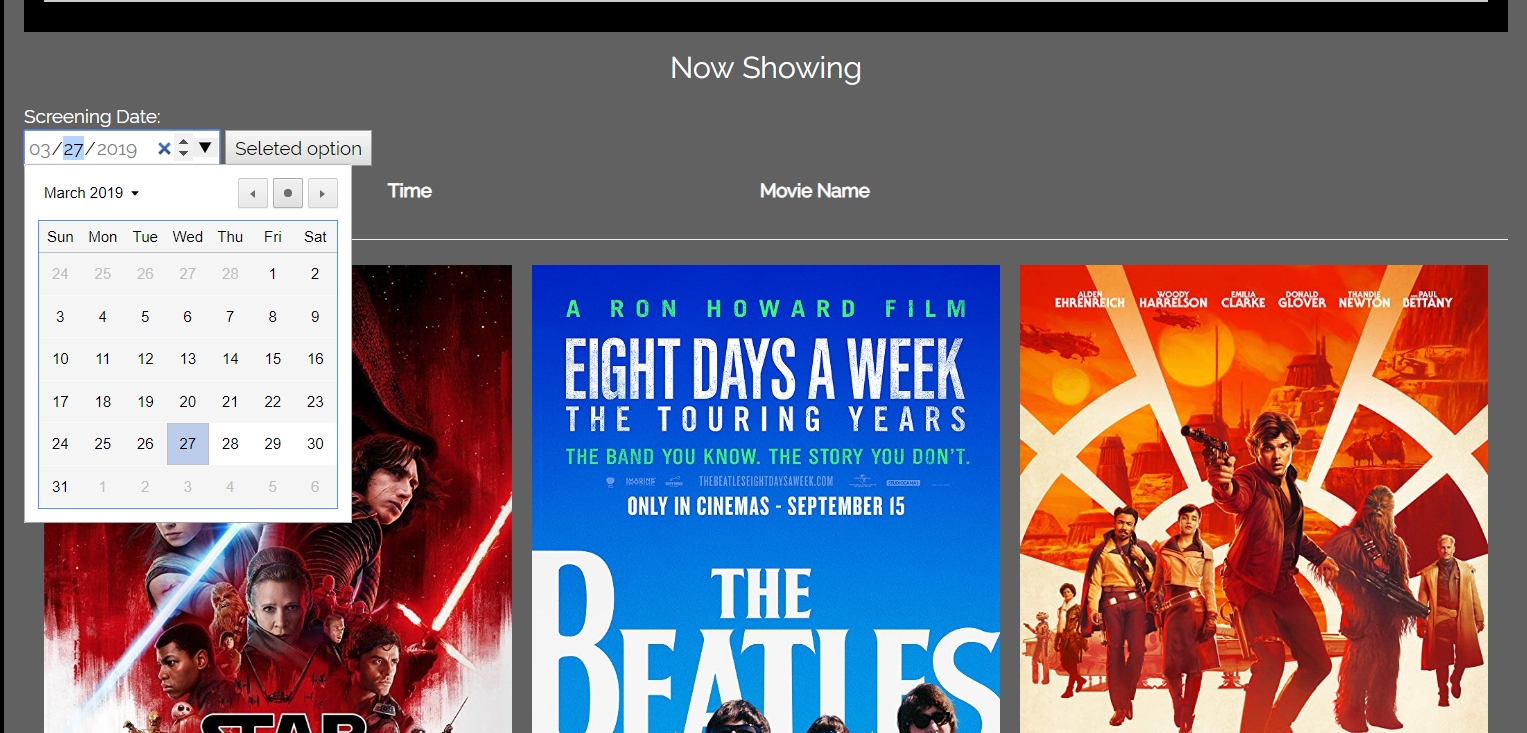 Now Showing
Screening Date:
03/27/2019
Seleted option
March 2019
Time
Movie Name
Sun Mon Tue Wed Thu Fri Sat
24 25 26 27 28 1 2
3 4 5 6 7 8 9
10 11 12 13 14 15 16
17 18 19 20 21 22 23
24 25 26 27 28 29 30
31 1 2 3 4 5 6
STAR
A RON HOWARD FILM
EIGHT DAYS A WEEK
THE TOURING YEARS
THE BAND YOU KNOW. THE STORY YOU DON'T.
THEBEATLESEIGHTDAYSAWEEK.COM
ONLY IN CINEMAS - SEPTEMBER 15
THE
BEATLES
ALDEN EHRENREICH WOODY HARRELSON EMILIA CLARKE DONALD GLOVER THANDIE NEWTON AND PAUL BETTANY